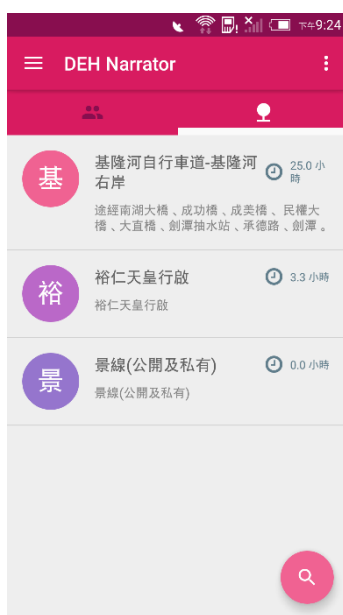 下午9:24
DEH Narrator
基
基隆河自行車道-基隆河
右岸
25.0 小
時
途經南湖大橋、成功橋、成美橋、民權大
橋、大直橋、劍潭抽水站、承德路、劍潭。
裕
裕仁天皇行啟
3.3 小時
裕仁天皇行啟
景
景線(公開及私有)
0.0 小時
景線(公開及私有)